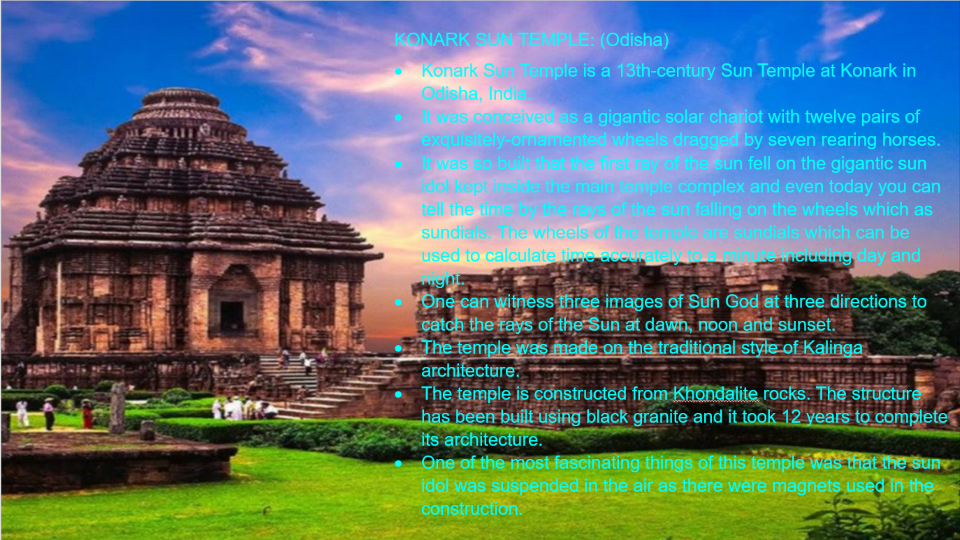 KONARK SUN TEMPLE: (Odisha)
• Konark Sun Temple is a 13th-century Sun Temple at Konark in
Odisha, India.
• It was conceived as a gigantic solar chariot with twelve pairs of
exquisitely-ornamented wheels dragged by seven rearing horses.
• It was so built that the first ray of the sun fell on the gigantic sun
idol kept inside the main temple complex and even today you can
tell the time by the rays of the sun falling on the wheels which as
sundials. The wheels of the temple are sundials which can be
used to calculate time accurately to a minute including day and
night.
• One can witness three images of Sun God at three directions to
catch the rays of the Sun at dawn, noon and sunset.
• The temple was made on the traditional style of Kalinga
architecture.
• The temple is constructed from Khondalite rocks. The structure
has been built using black granite and it took 12 years to complete
its architecture.
• One of the most fascinating things of this temple was that the sun
idol was suspended in the air as there were magnets used in the
construction.